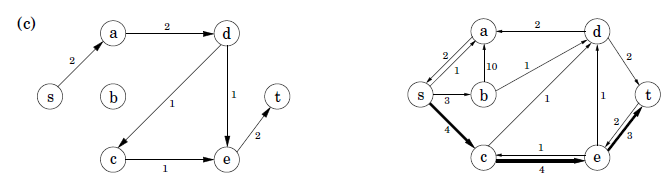 (c)
a 2 d
2
s b 1 1 t
2
c 1 e
a 2 d
2 1 10 1 2
s 3 b 1 1 t
4 2 3
c 1 e
4